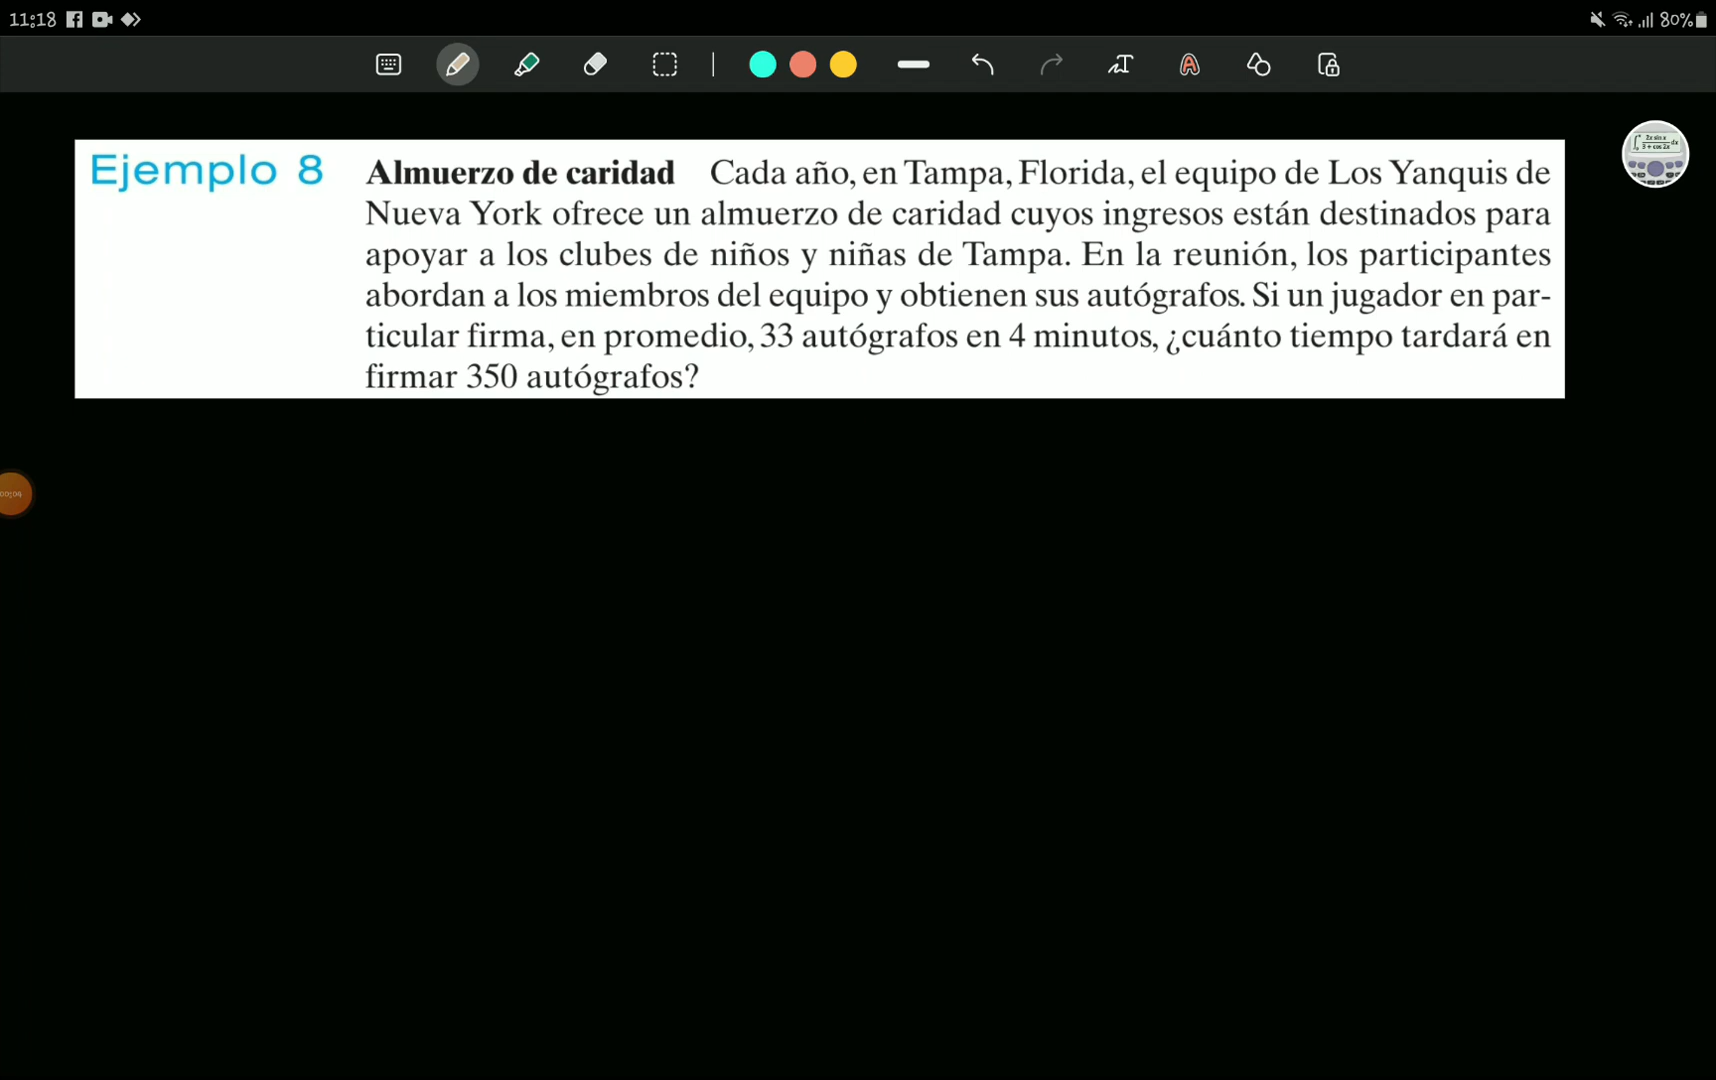 11:18
80%
Ejemplo 8 Almuerzo de caridad Cada año, en Tampa, Florida, el equipo de Los Yanquis de
Nueva York ofrece un almuerzo de caridad cuyos ingresos están destinados para
apoyar a los clubes de niños y niñas de Tampa. En la reunión, los participantes
abordan a los miembros del equipo y obtienen sus autógrafos. Si un jugador en par-
ticular firma, en promedio, 33 autógrafos en 4 minutos, ¿cuánto tiempo tardará en
firmar 350 autógrafos?